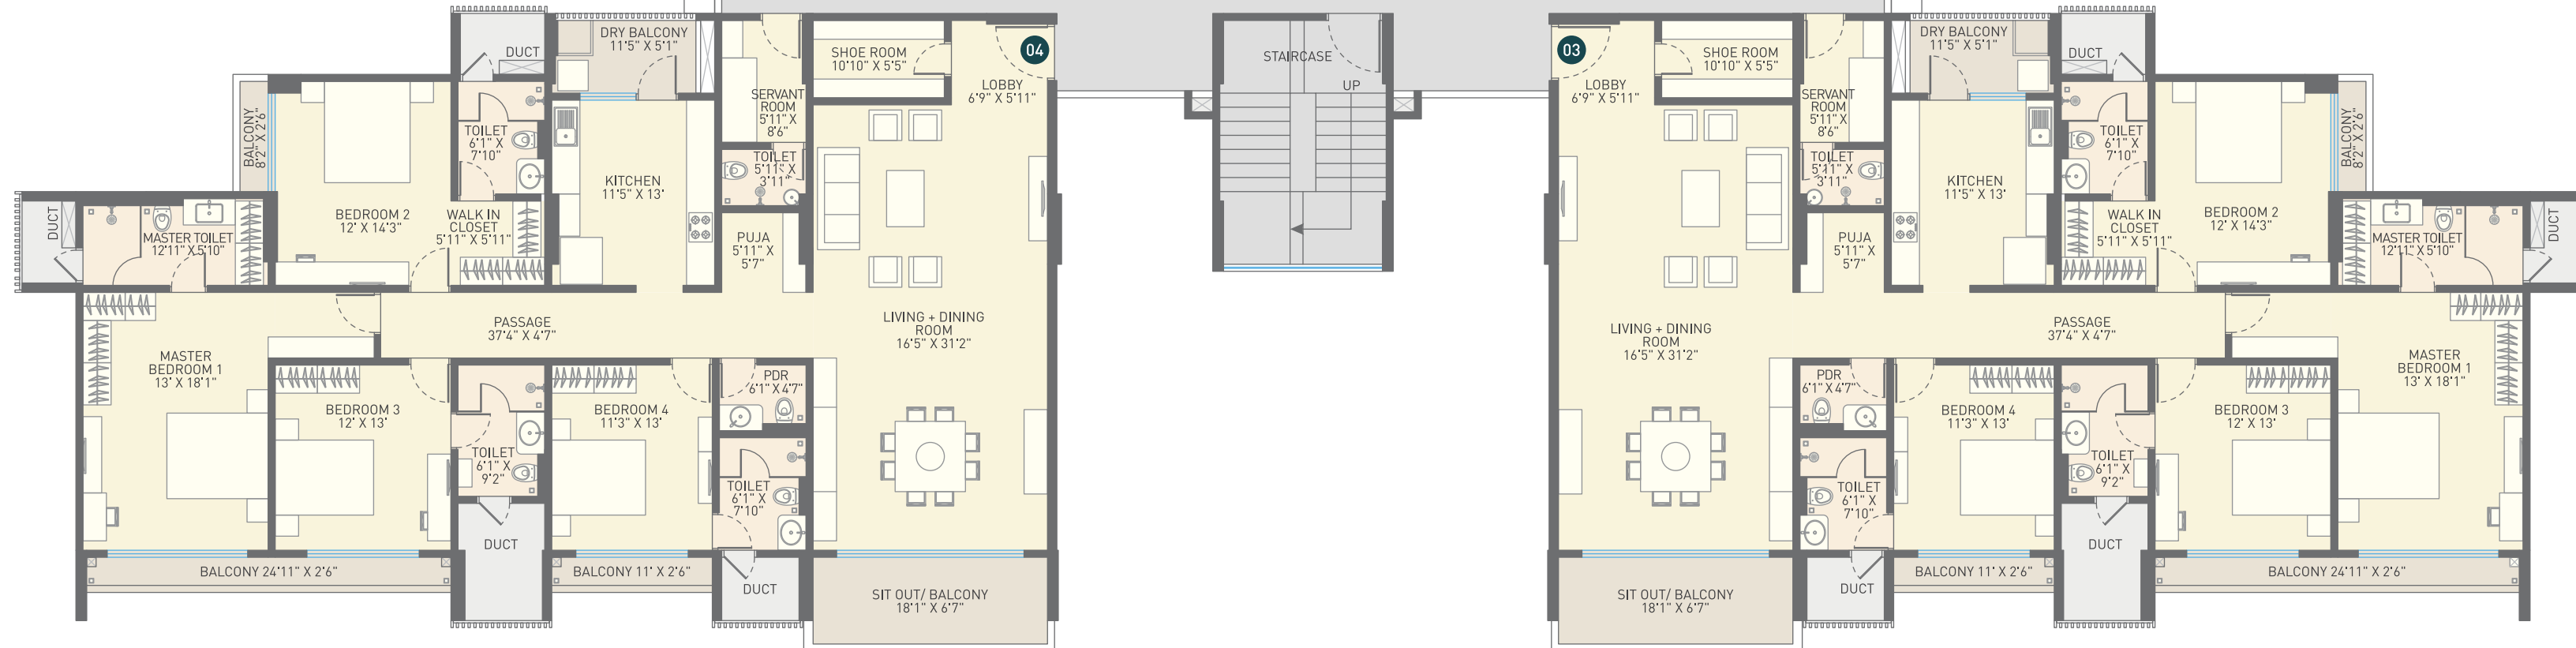 DUCT
DRY BALCONY
11'5" X 5'1"
SHOE ROOM
10'10" X 5'5"
04
LOBBY
6'9" X 5'11"
SERVANT
ROOM
5'11" X
8'6"
BALCONY
8'2" X 2'6"
TOILET
6'1" X
7'10"
TOILET
5'11" X
3'11"
KITCHEN
11'5" X 13'
DUCT
MASTER TOILET
12'11" X 5'10"
BEDROOM 2
12' X 14'3"
WALK IN
CLOSET
5'11" X 5'11"
PUJA
5'11" X
5'7"
PASSAGE
37'4" X 4'7"
LIVING + DINING
ROOM
16'5" X 31'2"
MASTER
BEDROOM 1
13' X 18'1"
BEDROOM 3
12' X 13'
BEDROOM 4
11'3" X 13'
PDR
6'1" X 4'7"
TOILET
6'1" X
9'2"
TOILET
6'1" X
7'10"
DUCT
DUCT
BALCONY 24'11" X 2'6"
BALCONY 11' X 2'6"
SIT OUT/ BALCONY
18'1" X 6'7"
STAIRCASE
UP
03
LOBBY
6'9" X 5'11"
SHOE ROOM
10'10" X 5'5"
DRY BALCONY
11'5" X 5'1"
DUCT
SERVANT
ROOM
5'11" X
8'6"
TOILET
5'11" X
3'11"
TOILET
6'1" X
7'10"
BALCONY
8'2" X 2'6"
KITCHEN
11'5" X 13'
PUJA
5'11" X
5'7"
WALK IN
CLOSET
5'11" X 5'11"
BEDROOM 2
12' X 14'3"
MASTER TOILET
12'11" X 5'10"
DUCT
LIVING + DINING
ROOM
16'5" X 31'2"
PASSAGE
37'4" X 4'7"
MASTER
BEDROOM 1
13' X 18'1"
PDR
6'1" X 4'7"
BEDROOM 4
11'3" X 13'
BEDROOM 3
12' X 13'
TOILET
6'1" X
9'2"
TOILET
6'1" X
7'10"
DUCT
DUCT
SIT OUT/ BALCONY
18'1" X 6'7"
BALCONY 11' X 2'6"
BALCONY 24'11" X 2'6"